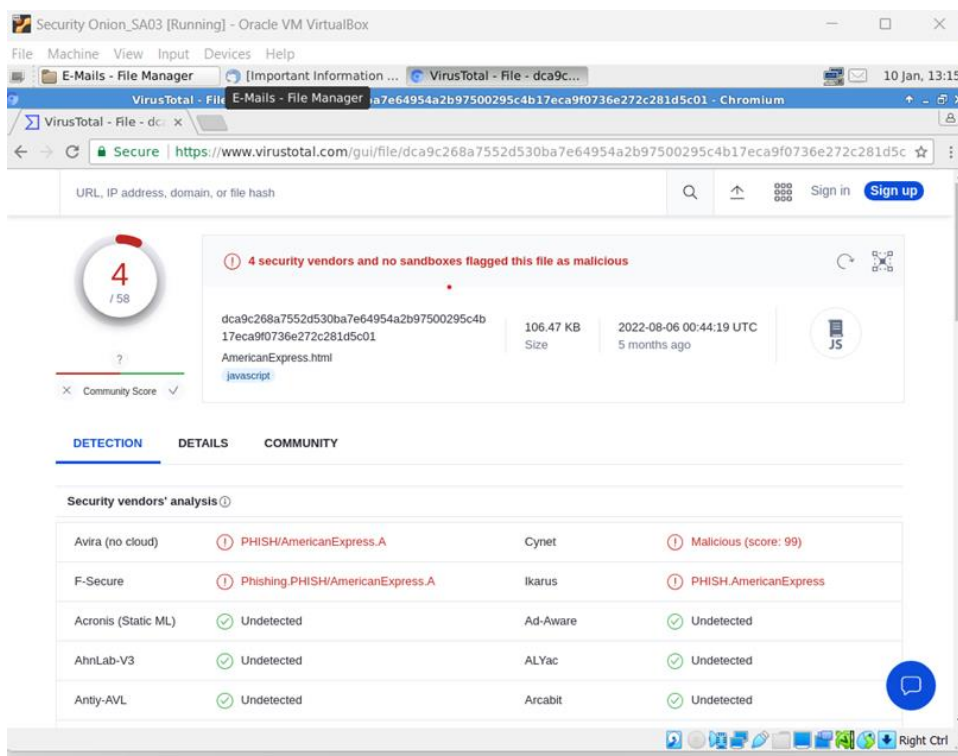 Security Onion_SA03 [Running] - Oracle VM VirtualBox
File Machine View Input Devices Help
E-Mails - File Manager [Important Information ... VirusTotal - File - dca9c... 10 Jan, 13:15
VirusTotal - File E-Mails - File Manager a7e64954a2b97500295c4b17eca9f0736e272c281d5c01 - Chromium
VirusTotal - File - dc
Secure https://www.virustotal.com/gui/file/dca9c268a7552d530ba7e64954a2b97500295c4b17eca9f0736e272c281d5c
URL, IP address, domain, or file hash Sign in Sign up
4
/ 58
4 security vendors and no sandboxes flagged this file as malicious
dca9c268a7552d530ba7e64954a2b97500295c4b
17eca9f0736e272c281d5c01
AmericanExpress.html
javascript
106.47 KB
Size
2022-08-06 00:44:19 UTC
5 months ago
JS
?
Community Score
DETECTION DETAILS COMMUNITY
Security vendors' analysis
Avira (no cloud) PHISH/AmericanExpress.A Cynet Malicious (score: 99)
F-Secure Phishing.PHISH/AmericanExpress.A Ikarus PHISH.AmericanExpress
Acronis (Static ML) Undetected Ad-Aware Undetected
AhnLab-V3 Undetected ALYac Undetected
Antiy-AVL Undetected Arcabit Undetected
Right Ctrl